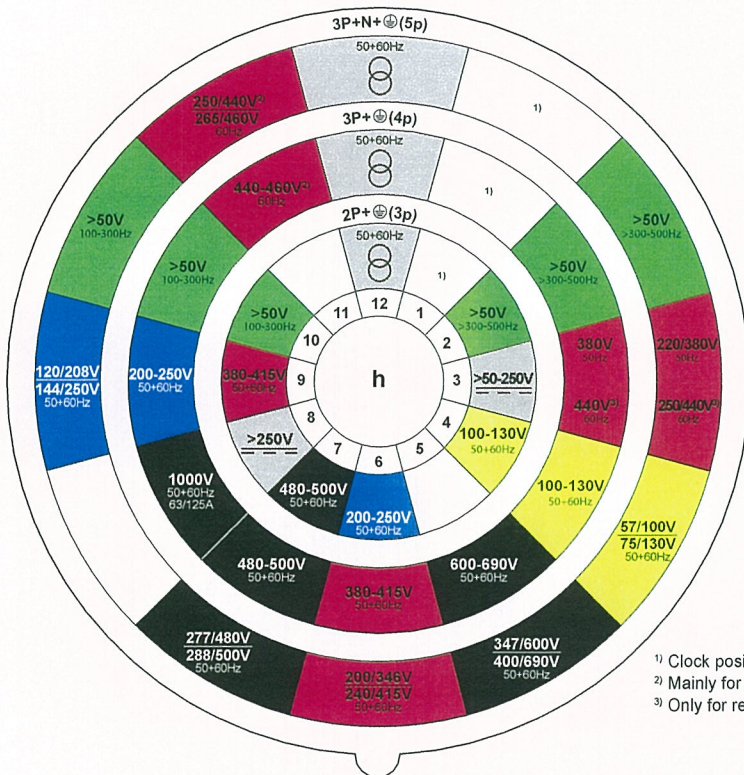 3P+N+⏚(5p)
50+60Hz
1)
250/440V²⁾
265/460V
60Hz
>50V
100-300Hz
>50V
>300-500Hz
120/208V
144/250V
50+60Hz
220/380V
50Hz
250/440V³⁾
60Hz
57/100V
75/130V
50+60Hz
277/480V
288/500V
50+60Hz
200/346V
240/415V
50+60Hz
347/600V
400/690V
50+60Hz
3P+⏚(4p)
50+60Hz
1)
440-460V²⁾
60Hz
>50V
100-300Hz
>50V
>300-500Hz
200-250V
50+60Hz
380V
50Hz
440V³⁾
60Hz
1000V
50+60Hz
63/125A
100-130V
50+60Hz
480-500V
50+60Hz
380-415V
50+60Hz
600-690V
50+60Hz
2P+⏚(3p)
50+60Hz
1)
>50V
100-300Hz
>50V
>300-500Hz
380-415V
50+60Hz
>50-250V
>250V
100-130V
50+60Hz
480-500V
50+60Hz
200-250V
50+60Hz
12
1
2
3
4
5
6
7
8
9
10
11
h
¹⁾ Clock posi
²⁾ Mainly for
³⁾ Only for re